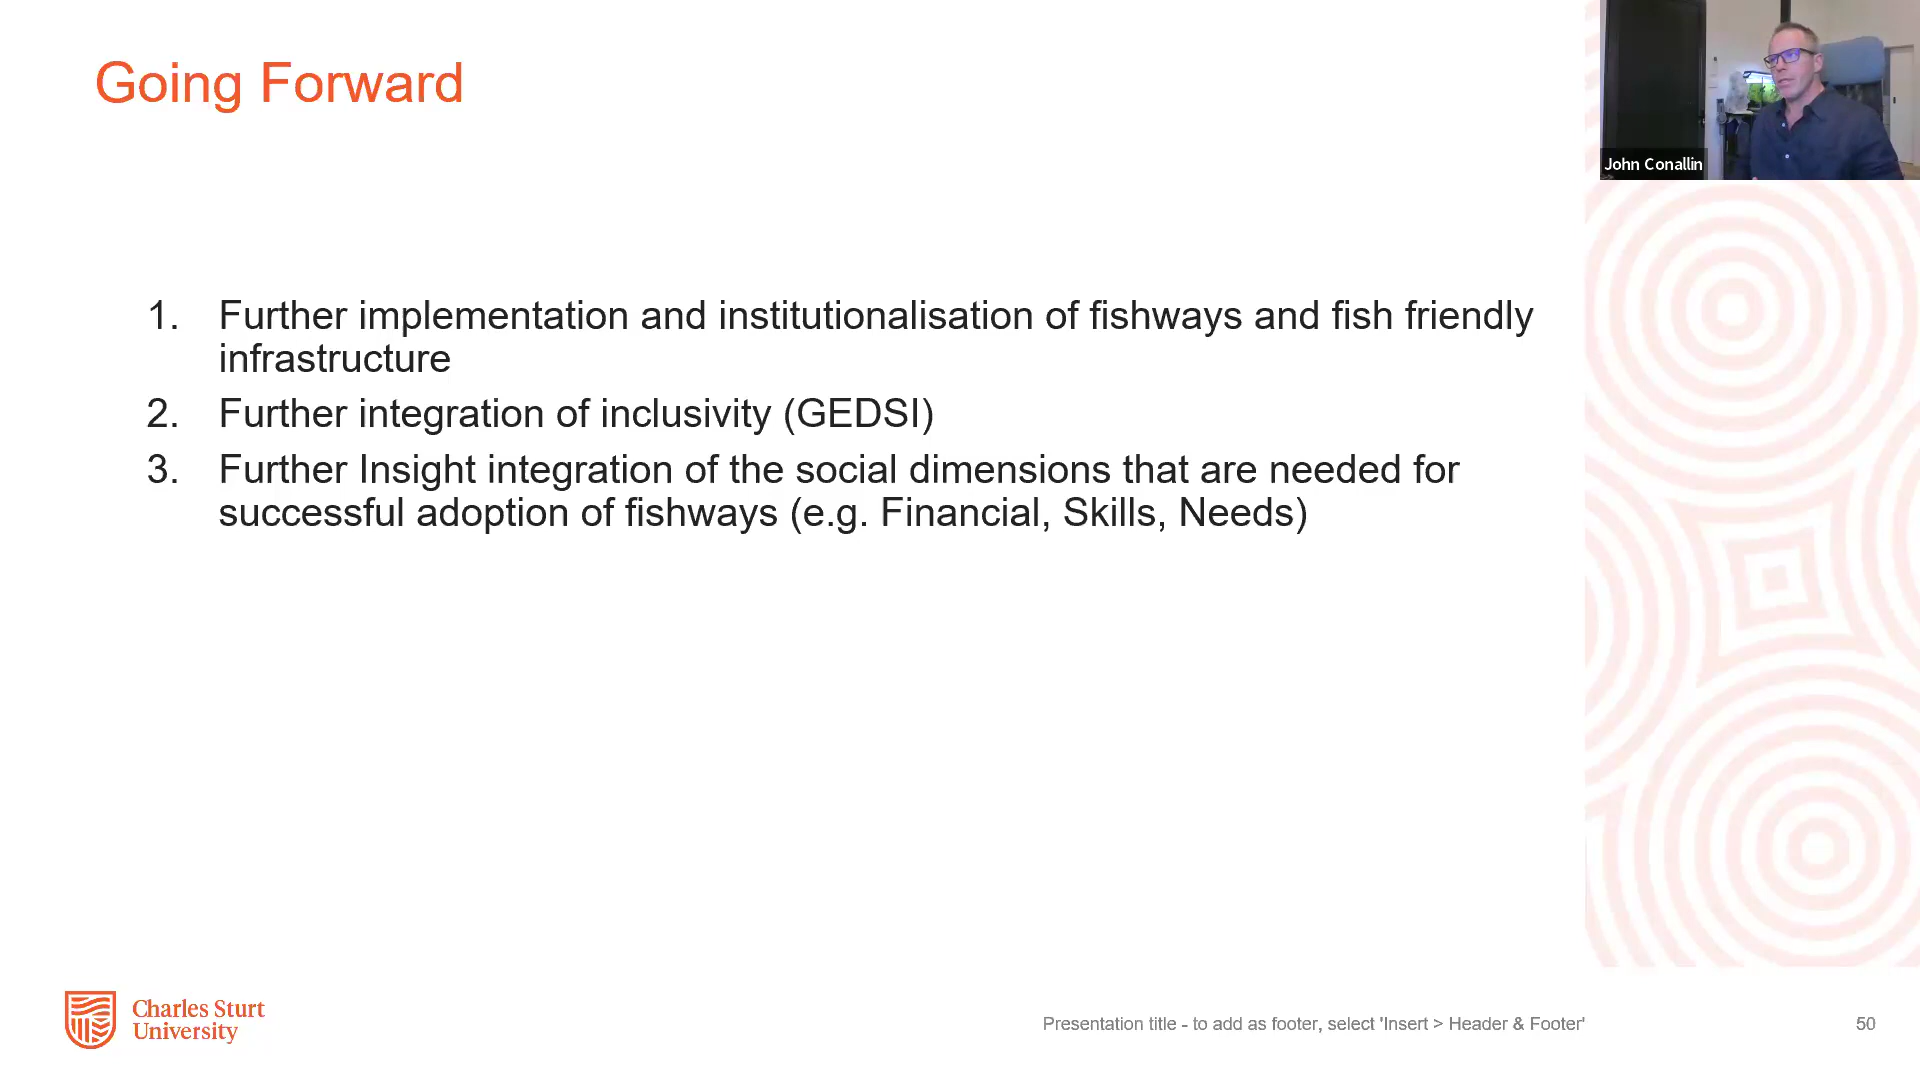 Going Forward
John Conallin
1. Further implementation and institutionalisation of fishways and fish friendly
infrastructure
2. Further integration of inclusivity (GEDSI)
3. Further Insight integration of the social dimensions that are needed for
successful adoption of fishways (e.g. Financial, Skills, Needs)
Charles Sturt
University
Presentation title - to add as footer, select 'Insert > Header & Footer'
50